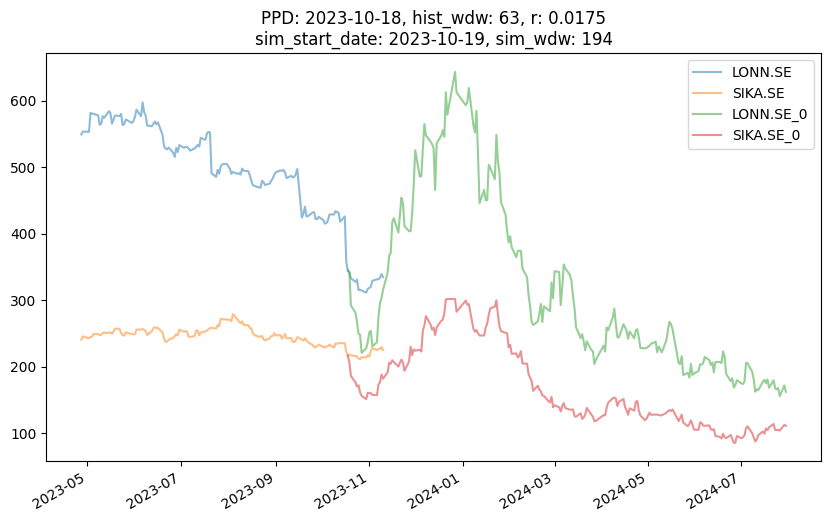 PPD: 2023-10-18, hist_wdw: 63, r: 0.0175
sim_start_date: 2023-10-19, sim_wdw: 194
LONN.SE
SIKA.SE
LONN.SE_0
SIKA.SE_0
600
500
400
300
200
100
2023-05
2023-07
2023-09
2023-11
2024-01
2024-03
2024-05
2024-07